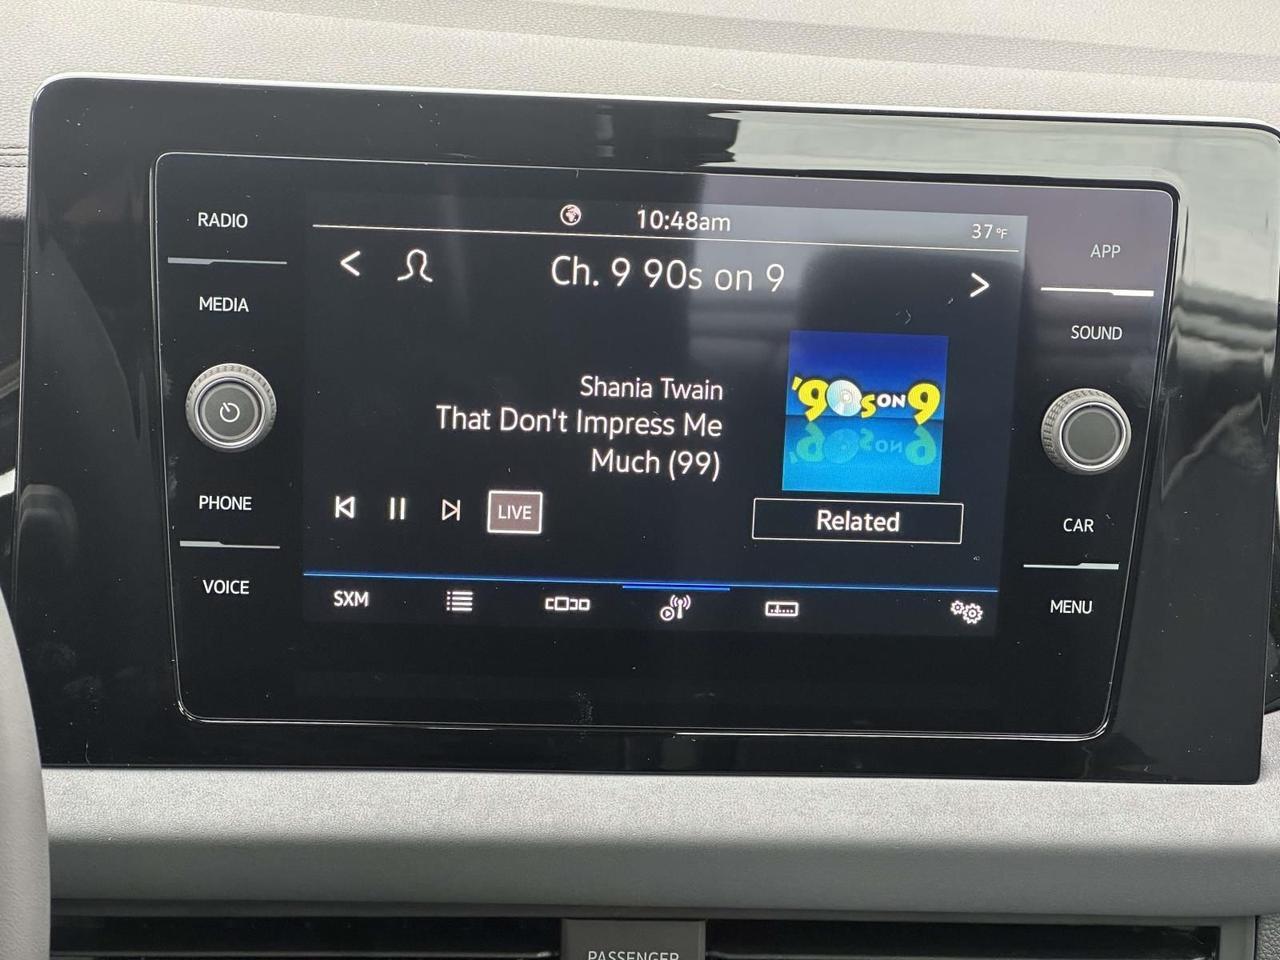 RADIO
MEDIA
PHONE
VOICE
10:48am
37°F
< Ch. 9 90s on 9 >
Shania Twain
That Don't Impress Me
Much (99)
LIVE
'90s ON 9
Related
SXM
APP
SOUND
CAR
MENU
PASSENGER